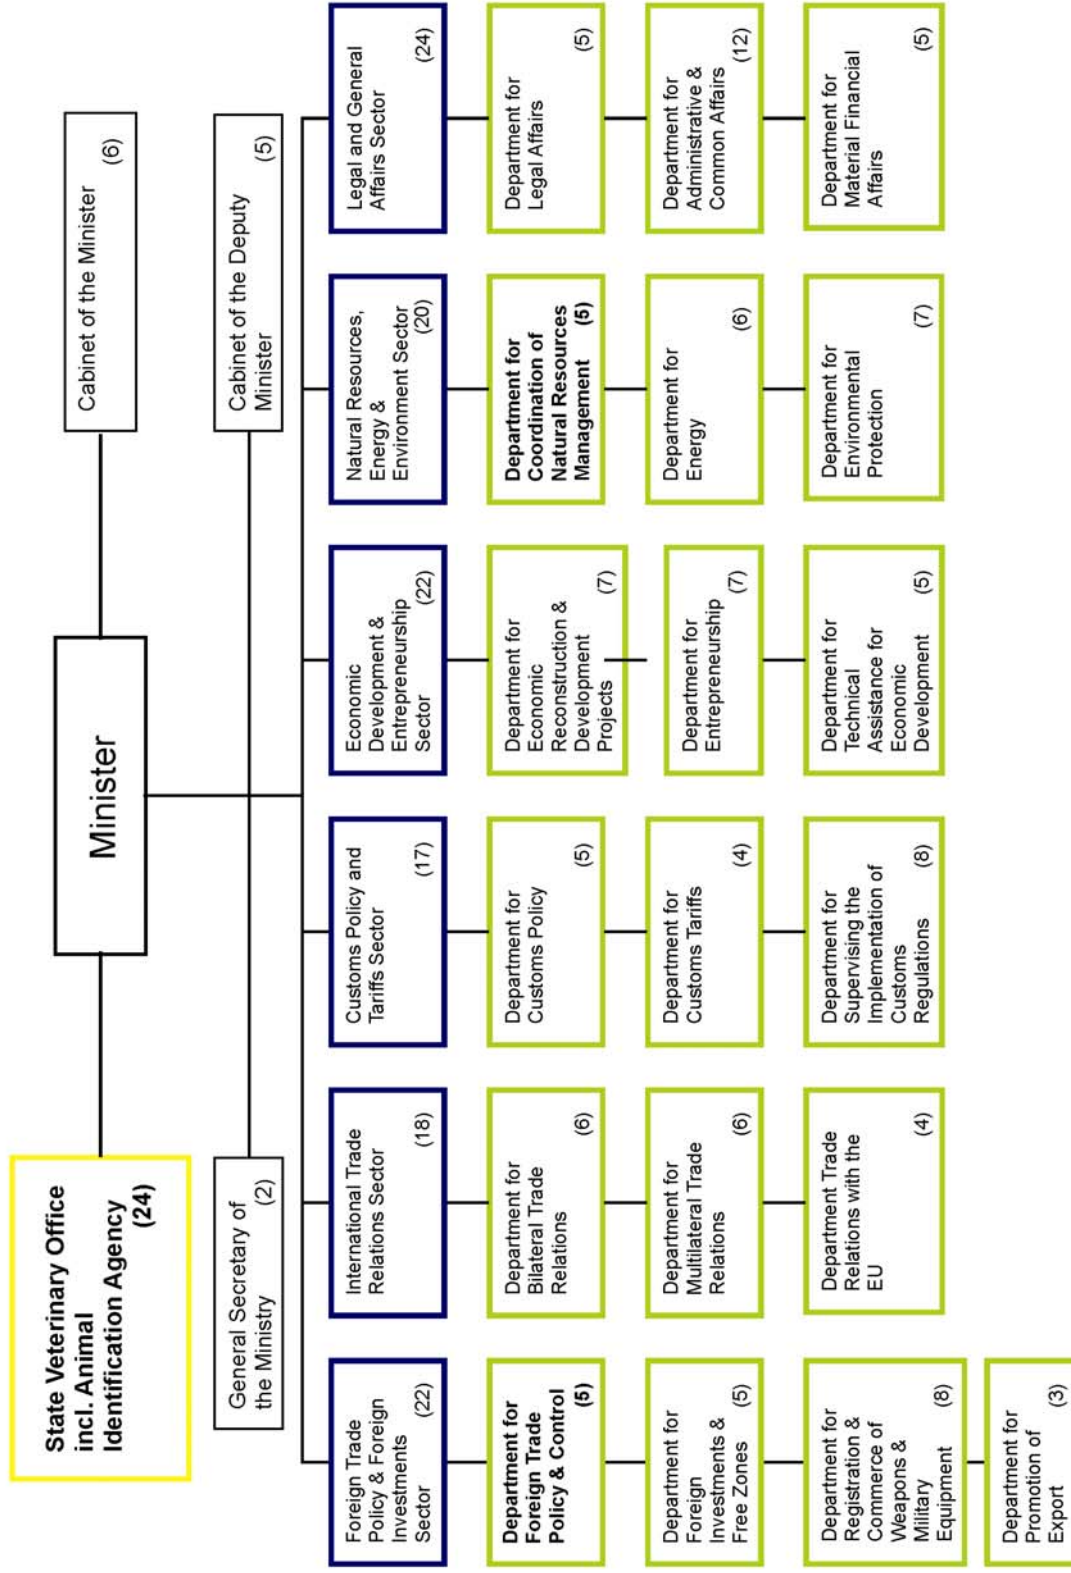 State Veterinary Office
incl. Animal
Identification Agency
(24)
Minister
Cabinet of the Minister
(6)
General Secretary of
the Ministry
(2)
Cabinet of the Deputy
Minister
(5)
Foreign Trade
Policy & Foreign
Investments
Sector
(22)
International Trade
Relations Sector
(18)
Customs Policy and
Tariffs Sector
(17)
Economic
Development &
Entrepreneurship
Sector
(22)
Natural Resources,
Energy &
Environment Sector
(20)
Legal and General
Affairs Sector
(24)
Department for
Foreign Trade
Policy & Control
(5)
Department for
Bilateral Trade
Relations
(6)
Department for
Customs Policy
(5)
Department for
Economic
Reconstruction &
Development
Projects
(7)
Department for
Coordination of
Natural Resources
Management (5)
Department for
Legal Affairs
(5)
Department for
Foreign
Investments &
Free Zones (5)
Department for
Multilateral Trade
Relations
(6)
Department for
Customs Tariffs
(4)
Department for
Entrepreneurship
(7)
Department for
Energy
(6)
Department for
Administrative &
Common Affairs
(12)
Department for
Registration &
Commerce of
Weapons &
Military
Equipment
(8)
Department Trade
Relations with the
EU
(4)
Department for
Supervising the
Implementation of
Customs
Regulations
(8)
Department for
Technical
Assistance for
Economic
Development
(5)
Department for
Environmental
Protection
(7)
Department for
Material Financial
Affairs
(5)
Department for
Promotion of
Export
(3)